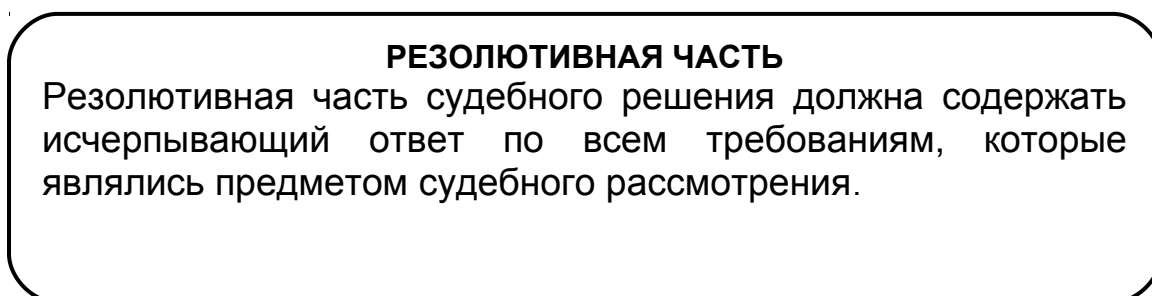 РЕЗОЛЮТИВНАЯ ЧАСТЬ
Резолютивная часть судебного решения должна содержать
исчерпывающий ответ по всем требованиям, которые
являлись предметом судебного рассмотрения.